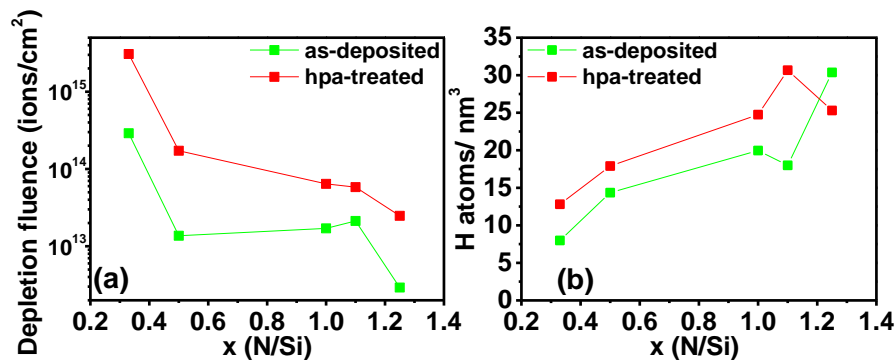 as-deposited
hpa-treated
Depletion fluence (ions/cm²)
10¹⁵
10¹⁴
10¹³
(a)
0.2 0.4 0.6 0.8 1.0 1.2 1.4
x (N/Si)
as-deposited
hpa-treated
H atoms/ nm³
35
30
25
20
15
10
5
0
(b)
0.2 0.4 0.6 0.8 1.0 1.2 1.4
x (N/Si)